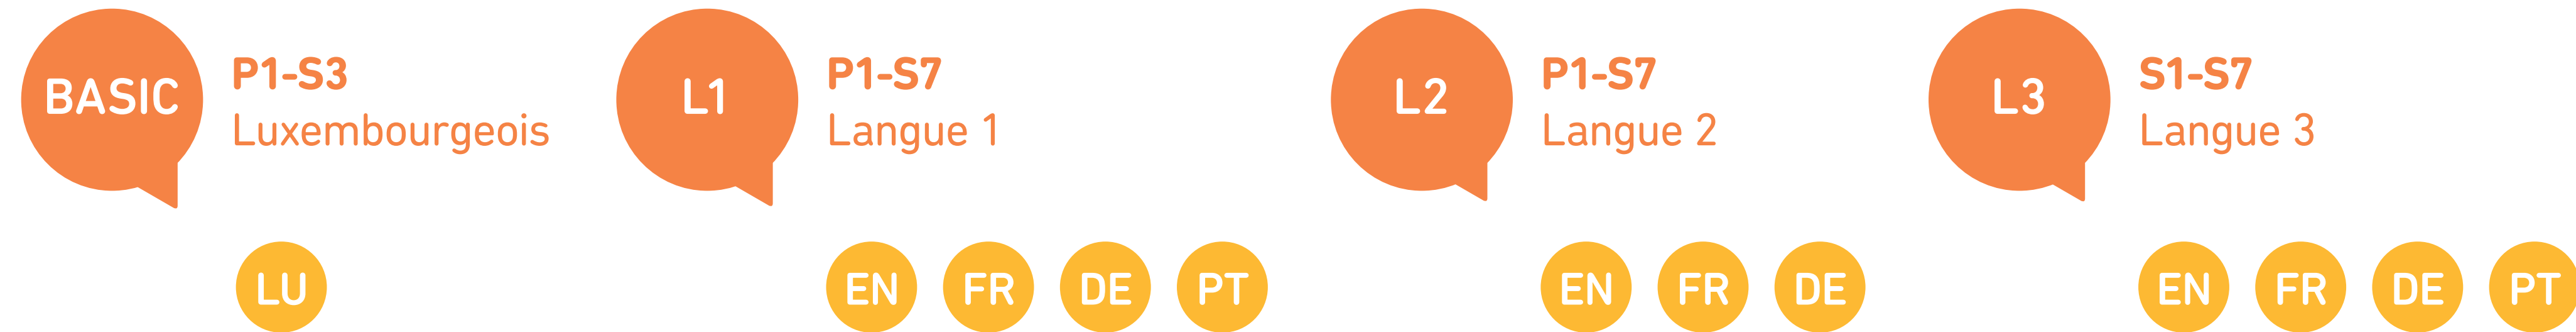 BASIC
P1-S3
Luxembourgeois
LU
L1
P1-S7
Langue 1
EN FR DE PT
L2
P1-S7
Langue 2
EN FR DE
L3
S1-S7
Langue 3
EN FR DE PT